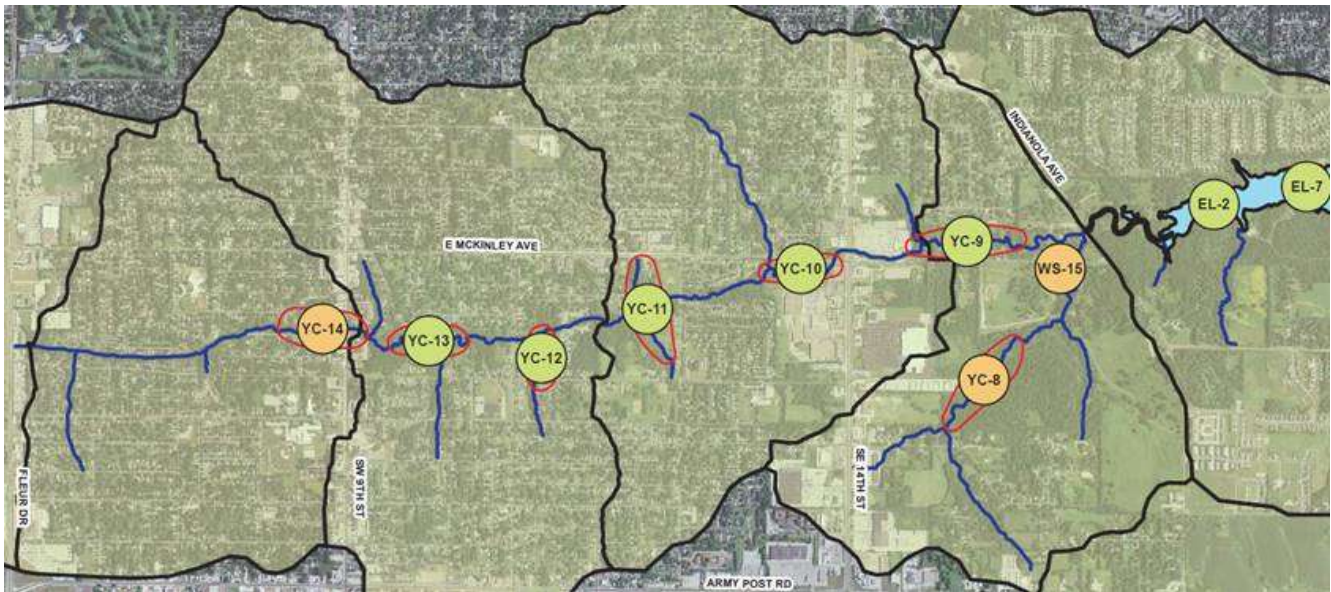 INDIANOLA AVE
EL-7
EL-2
E MCKINLEY AVE
YC-9
WS-15
YC-10
YC-11
YC-14
YC-13
YC-12
YC-8
FLEUR DR
SW 9TH ST
SE 14TH ST
ARMY POST RD